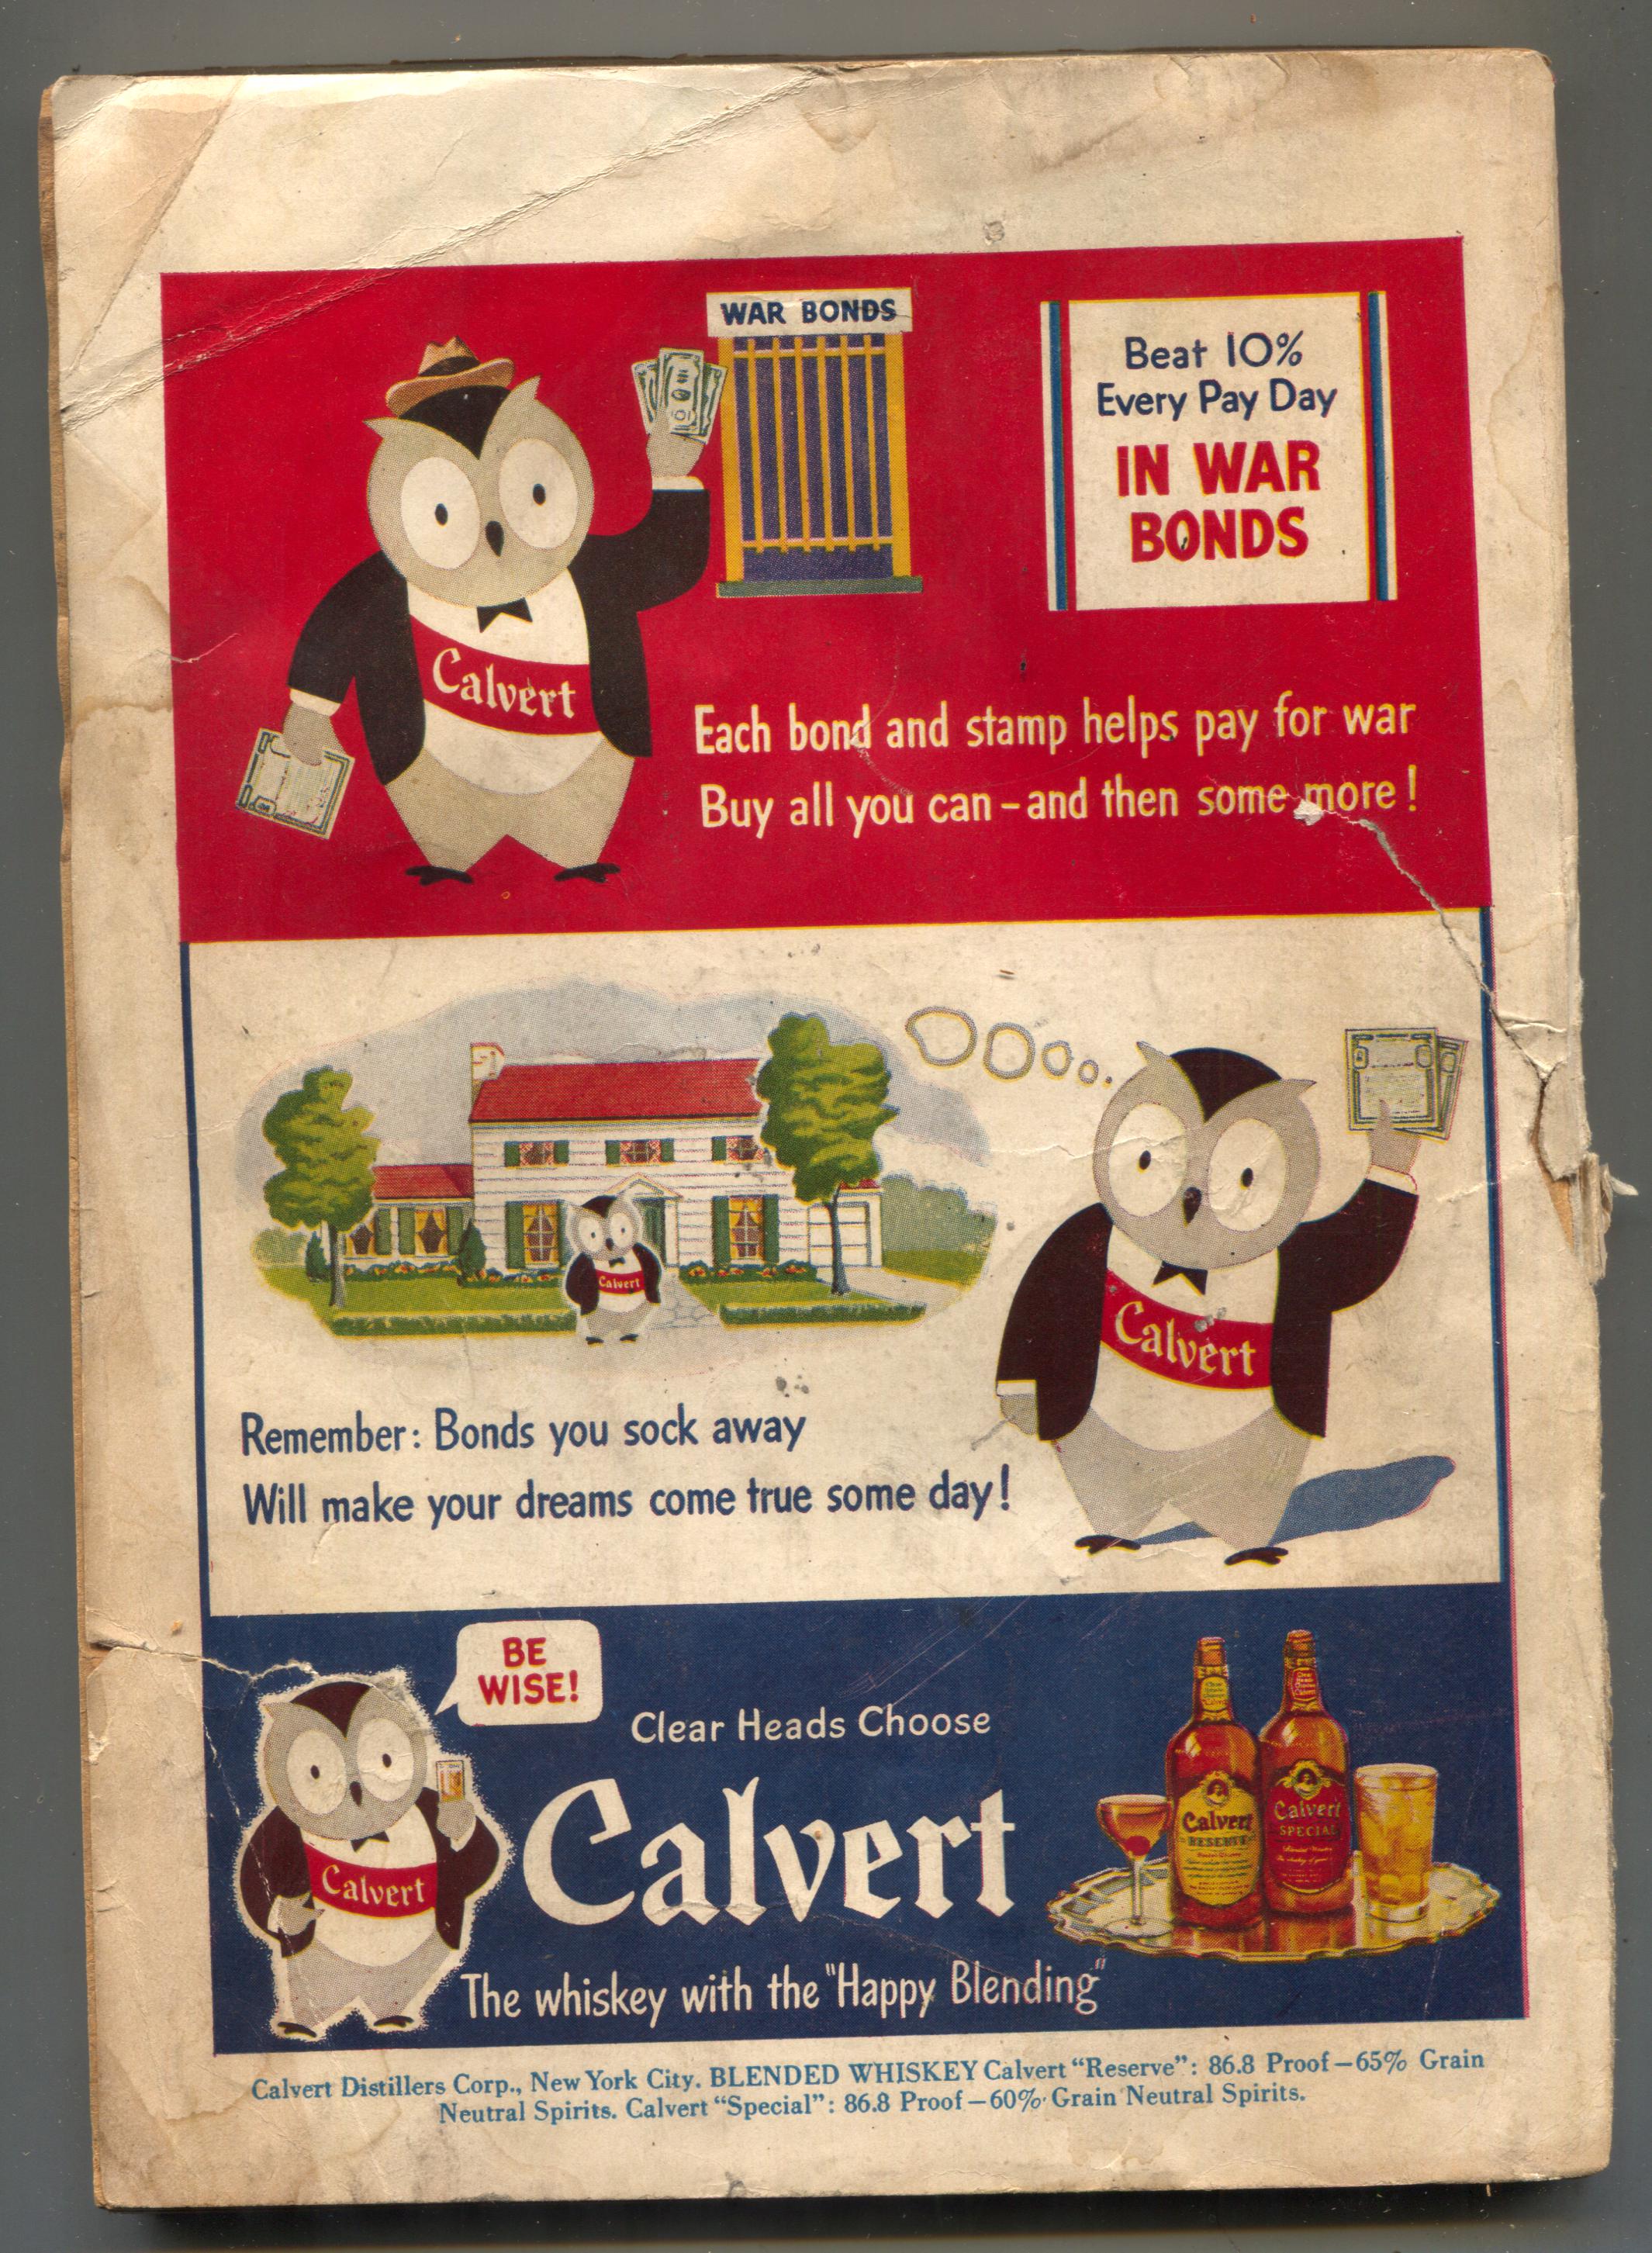 WAR BONDS
Beat 10%
Every Pay Day
IN WAR
BONDS
Calvert
Each bond and stamp helps pay for war
Buy all you can – and then some more!
Calvert
Calvert
Remember: Bonds you sock away
Will make your dreams come true some day!
BE
WISE!
Clear Heads Choose
Calvert
Calvert
The whiskey with the "Happy Blending"
Calvert
RESERVE
Calvert
SPECIAL
Calvert Distillers Corp., New York City. BLENDED WHISKEY Calvert “Reserve”: 86.8 Proof—65% Grain
Neutral Spirits. Calvert “Special”: 86.8 Proof—60% Grain Neutral Spirits.